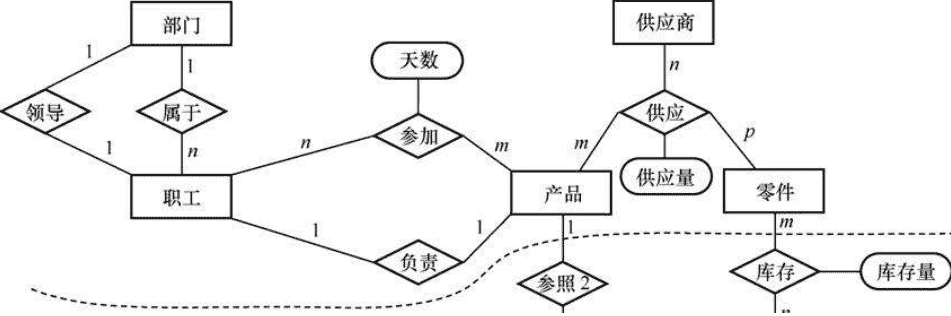 部门
供应商
1
1
天数
n
领导
属于
供应
参加
1
n
n
m
m
p
供应量
职工
产品
零件
1
1
1
m
负责
参照2
库存
库存量